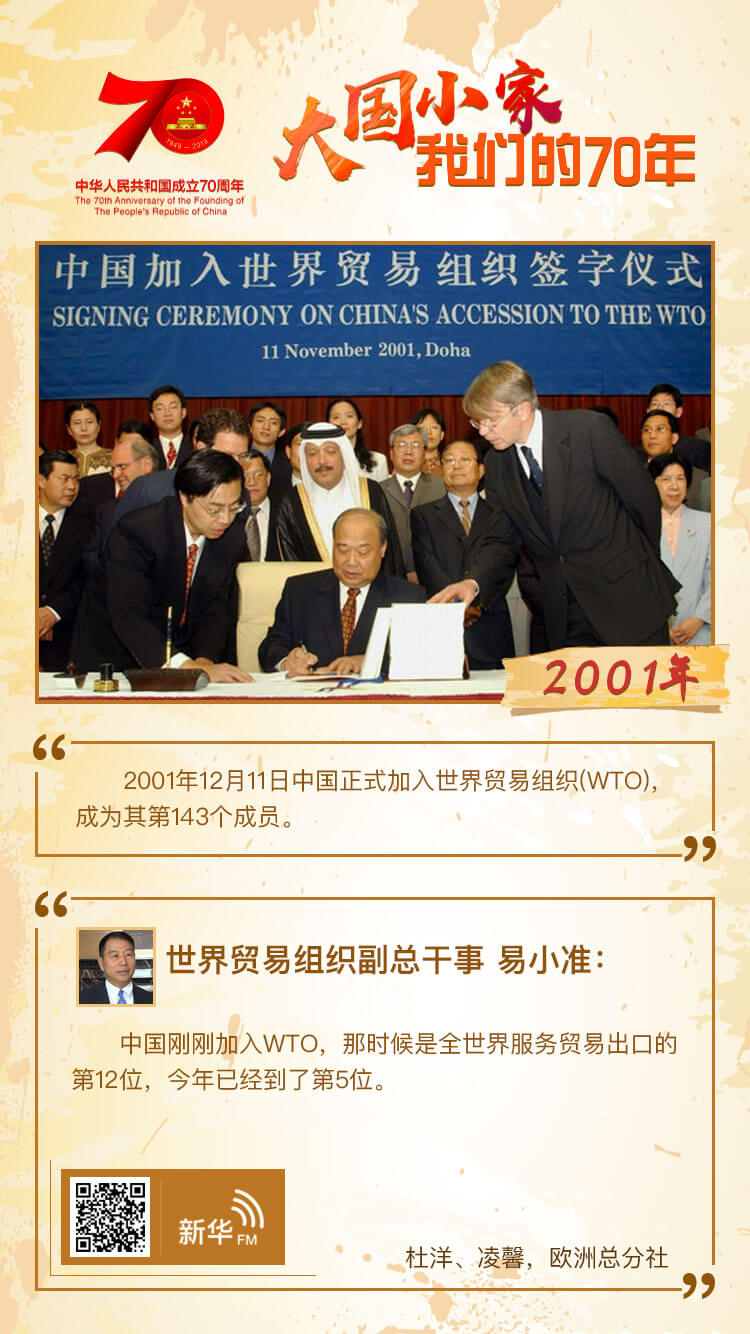 1949 – 2019
中华人民共和国成立70周年
The 70th Anniversary of the Founding of
The People's Republic of China
大国小家
我们的70年
中国加入世界贸易组织签字仪式
SIGNING CEREMONY ON CHINA'S ACCESSION TO THE WTO
11 November 2001, Doha
2001年
“
2001年12月11日中国正式加入世界贸易组织(WTO)，
成为其第143个成员。
”
“
世界贸易组织副总干事 易小准：
中国刚刚加入WTO，那时候是全世界服务贸易出口的
第12位，今年已经到了第5位。
新华FM
杜洋、凌馨，欧洲总分社
”